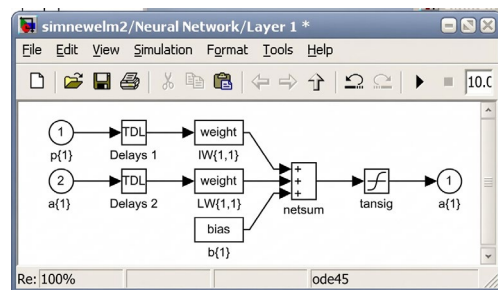 simnewelm2/Neural Network/Layer 1 *
File Edit View Simulation Format Tools Help
10.0
1 TDL weight
p{1} Delays 1 IW{1,1}
2 TDL weight + + + 1
a{1} Delays 2 LW{1,1} netsum tansig a{1}
bias
b{1}
Re: 100% ode45